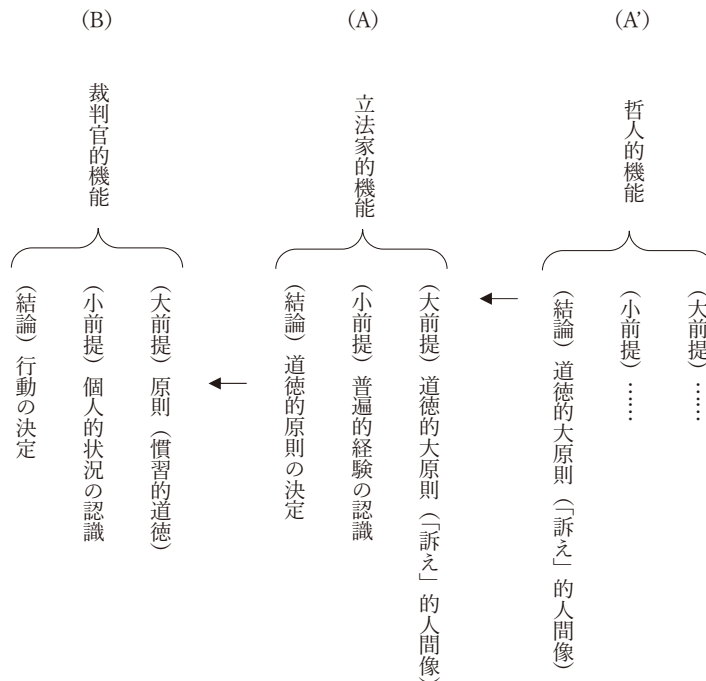 (A’)
哲人的機能
(大前提)……
(小前提)……
(結論) 道徳的大原則(「訴え」的人間像)
(A)
立法家的機能
(大前提) 道徳的大原則(「訴え」的人間像)
(小前提) 普遍的経験の認識
(結論) 道徳的原則の決定
(B)
裁判官的機能
(大前提) 原則(慣習的道徳)
(小前提) 個人的状況の認識
(結論) 行動の決定